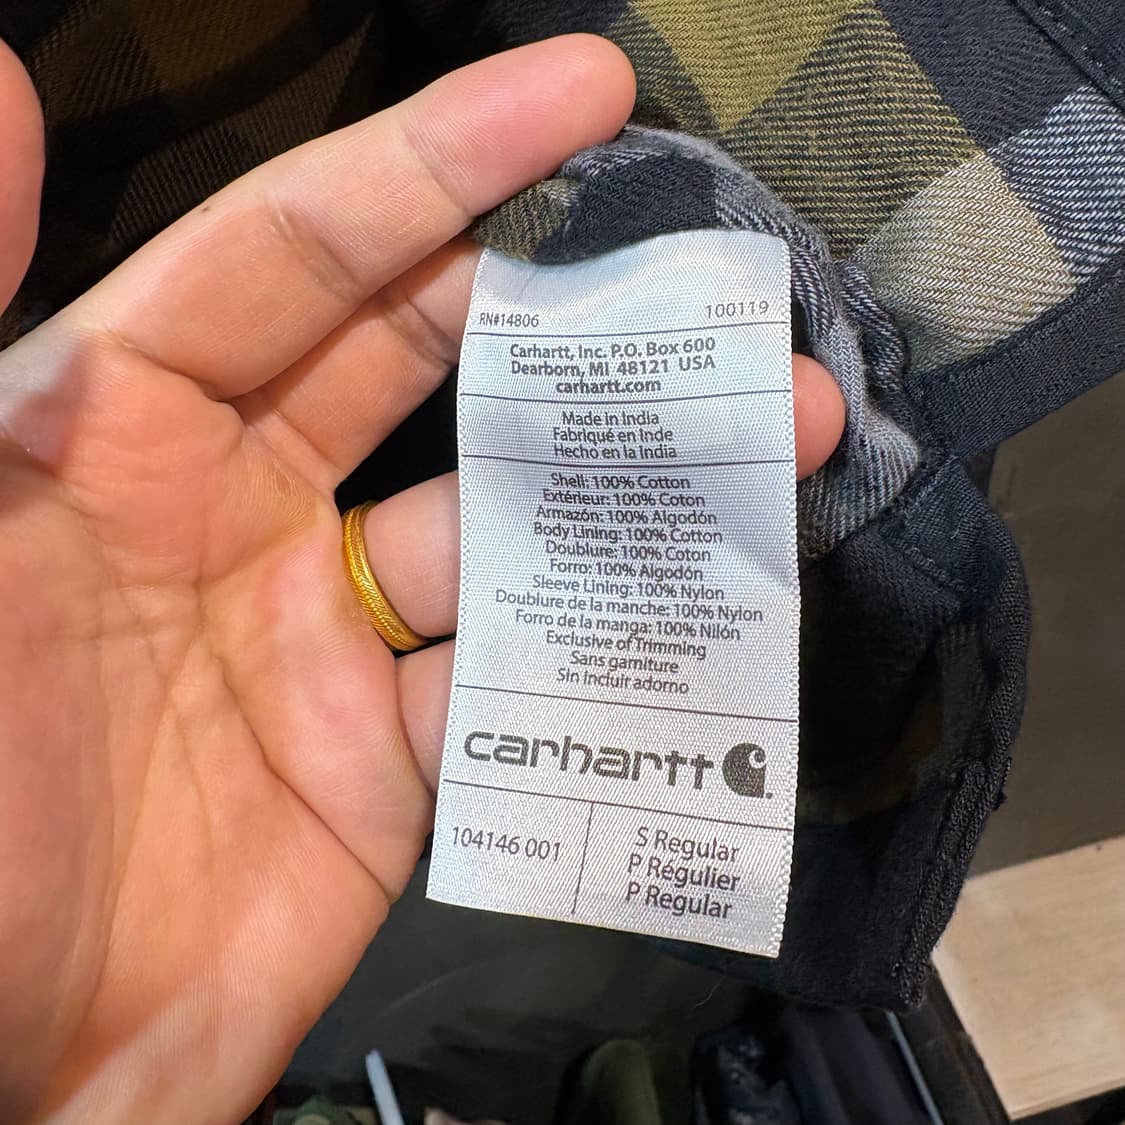 RN#14806 100119
Carhartt, Inc. P.O. Box 600
Dearborn, MI 48121 USA
carhartt.com
Made in India
Fabriqué en Inde
Hecho en la India
Shell: 100% Cotton
Extérieur: 100% Coton
Armazón: 100% Algodón
Body Lining: 100% Cotton
Doublure: 100% Coton
Forro: 100% Algodón
Sleeve Lining: 100% Nylon
Doublure de la manche: 100% Nylon
Forro de la manga: 100% Nilón
Exclusive of Trimming
Sans garniture
Sin incluir adorno
carhartt
104146 001
S Regular
P Régulier
P Regular